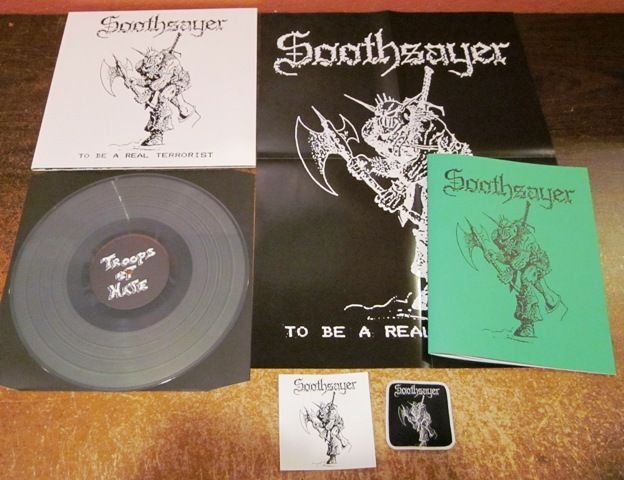 Soothsayer
TO BE A REAL TERRORIST
Soothsayer
TO BE A REAL
Soothsayer
TROOPS
OF
HATE
Soothsayer
Soothsayer